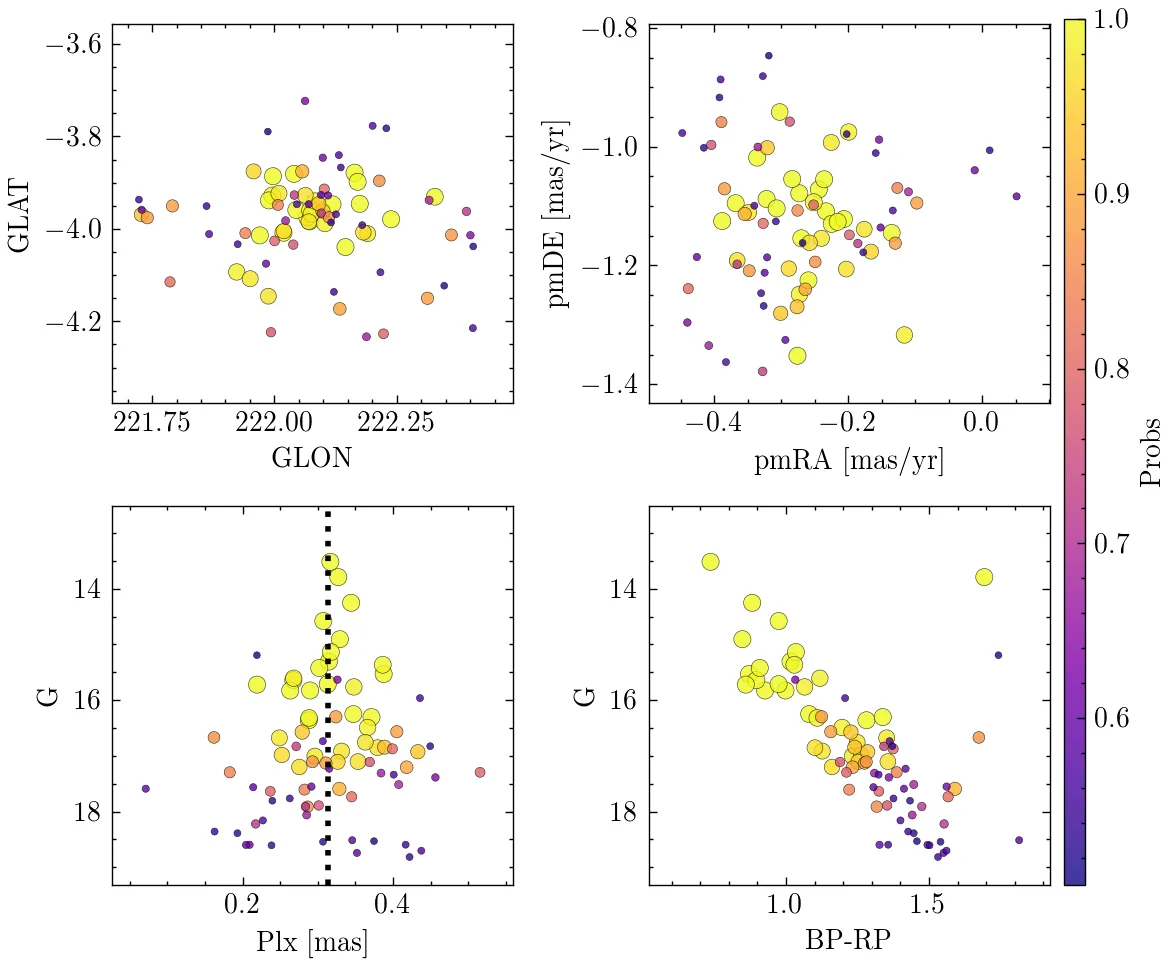 −3.6
−3.8
−4.0
−4.2
GLAT
221.75 222.00 222.25
GLON
−0.8
−1.0
−1.2
−1.4
pmDE [mas/yr]
−0.4 −0.2 0.0
pmRA [mas/yr]
14
16
18
G
0.2 0.4
Plx [mas]
14
16
18
G
1.0 1.5
BP-RP
1.0
0.9
0.8
0.7
0.6
Probs